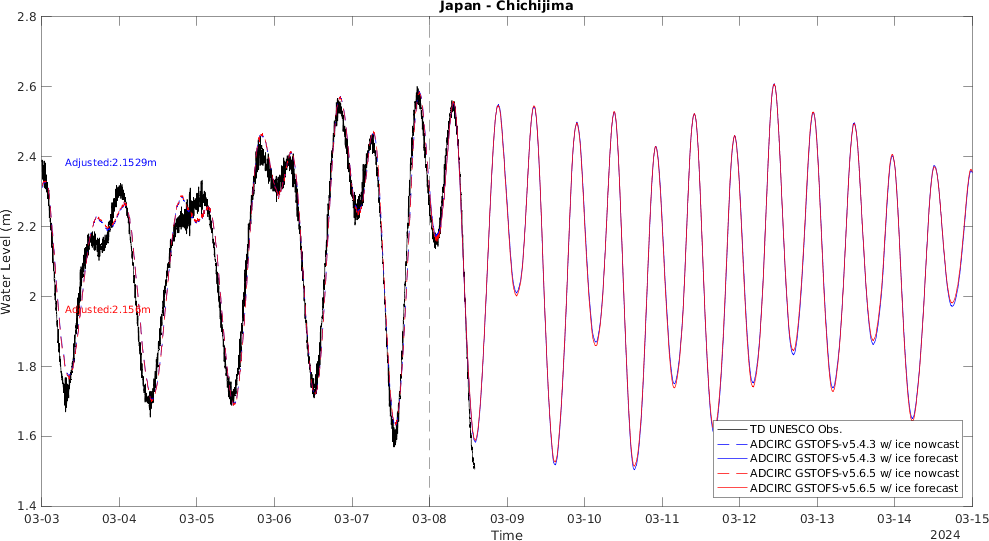 Japan - Chichijima
2.8
2.6
2.4
2.2
2
1.8
1.6
1.4
Water Level (m)
Adjusted:2.1529m
Adjusted:2.156m
TD UNESCO Obs.
ADCIRC GSTOFS-v5.4.3 w/ ice nowcast
ADCIRC GSTOFS-v5.4.3 w/ ice forecast
ADCIRC GSTOFS-v5.6.5 w/ ice nowcast
ADCIRC GSTOFS-v5.6.5 w/ ice forecast
03-03 03-04 03-05 03-06 03-07 03-08 03-09 03-10 03-11 03-12 03-13 03-14 03-15
Time
2024